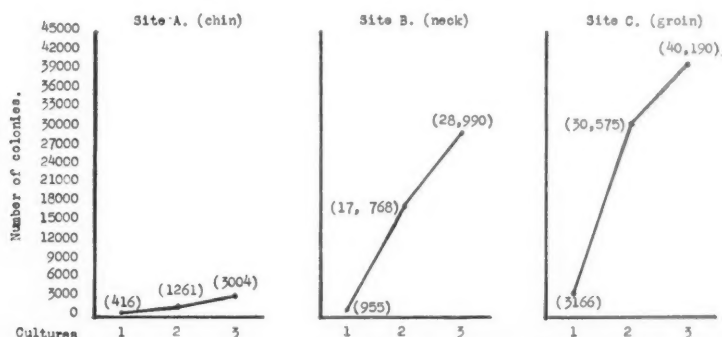 Site A. (chin) Site B. (neck) Site C. (groin)
Number of colonies.
45000
42000
39000
36000
33000
30000
27000
24000
21000
18000
15000
12000
9000
6000
3000
0
(416) (1261) (3004)
(955) (17, 768) (28,990)
(3166) (30,575) (40,190)
Cultures 1 2 3 1 2 3 1 2 3